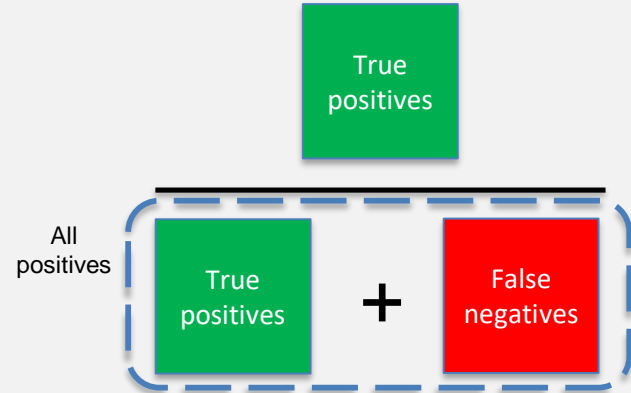 True
positives
All
positives
True
positives
+
False
negatives